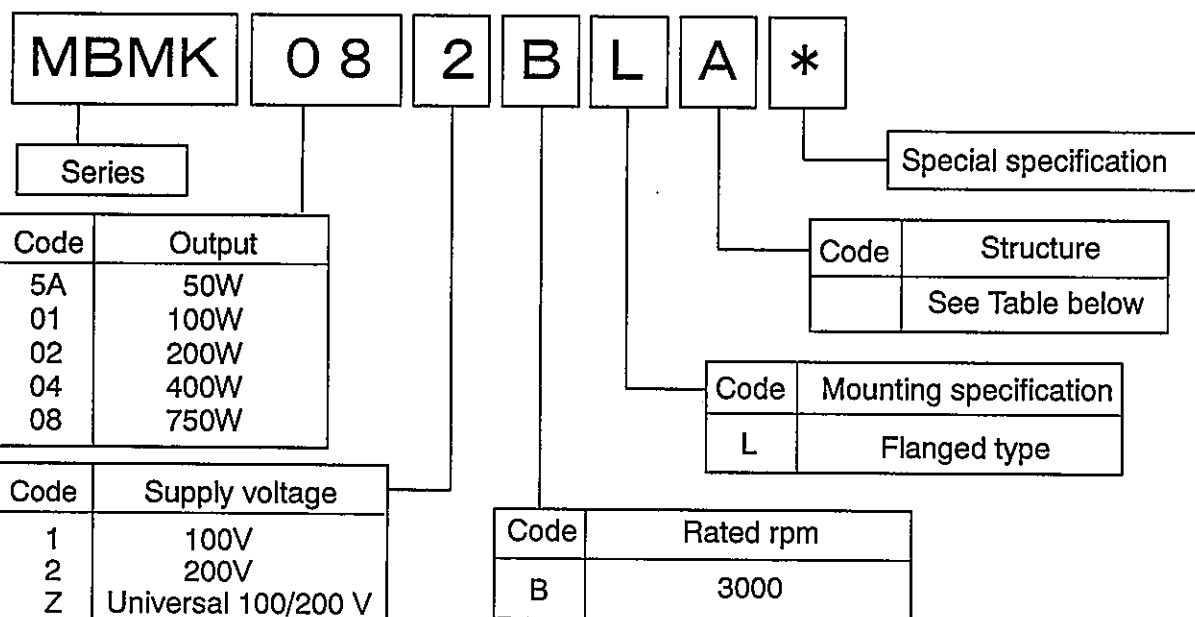 MBMK 08 2 B L A *
Series
Special specification
Code Output
5A 50W
01 100W
02 200W
04 400W
08 750W
Code Structure
See Table below
Code Mounting specification
L Flanged type
Code Supply voltage
1 100V
2 200V
Z Universal 100/200 V
Code Rated rpm
B 3000